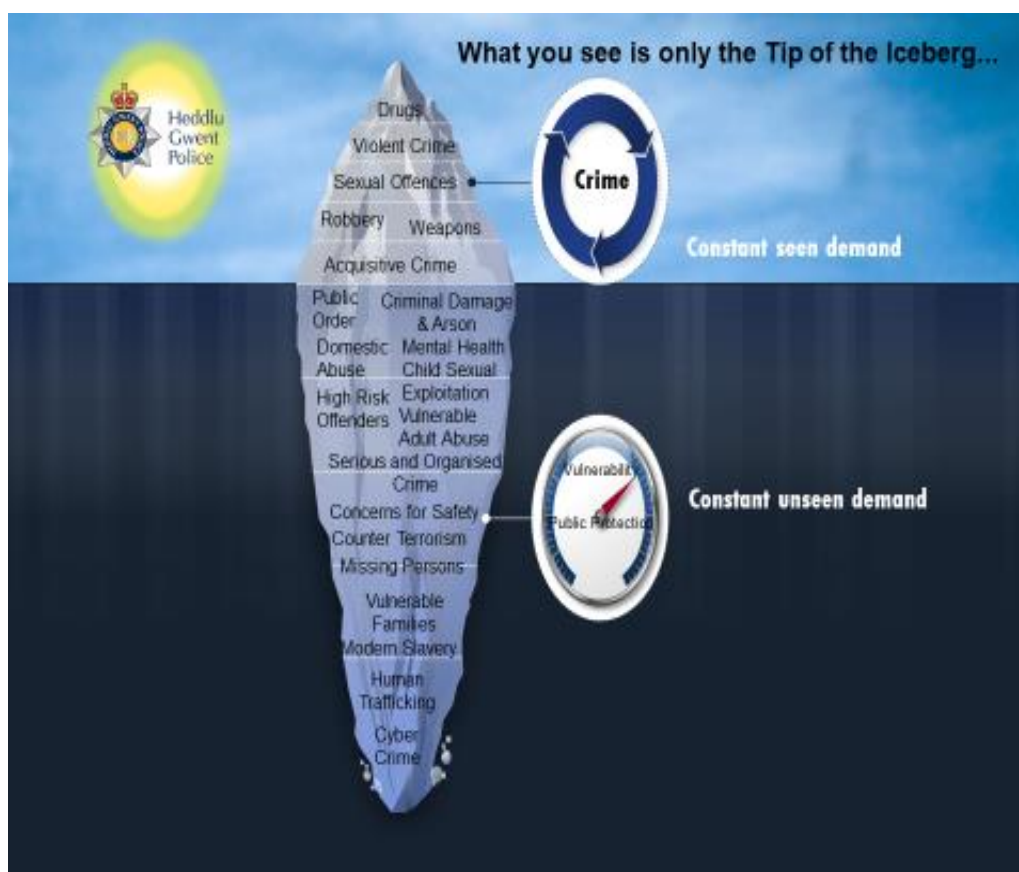 What you see is only the Tip of the Iceberg...
Heddlu
Gwent
Police
Drugs
Violent Crime
Sexual Offences
Robbery
Weapons
Acquisitive Crime
Crime
Constant seen demand
Public
Order
Criminal Damage
& Arson
Domestic
Abuse
Mental Health
Child Sexual
Exploitation
High Risk
Offenders
Vulnerable
Adult Abuse
Serious and Organised
Crime
Concerns for Safety
Counter Terrorism
Missing Persons
Vulnerable
Families
Modern Slavery
Human
Trafficking
Cyber
Crime
Vulnerability
Public Protection
Constant unseen demand